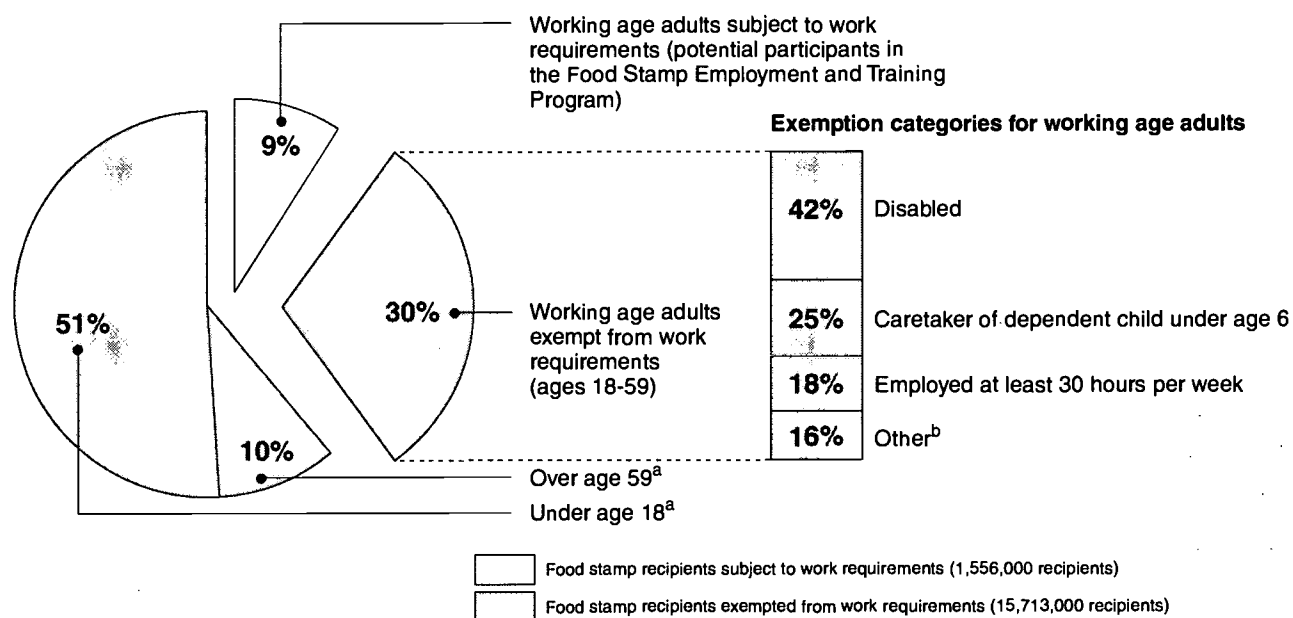 Working age adults subject to work
requirements (potential participants in
the Food Stamp Employment and Training
Program)
9%
Exemption categories for working age adults
42% Disabled
51%
30%
Working age adults
exempt from work
requirements
(ages 18-59)
25% Caretaker of dependent child under age 6
18% Employed at least 30 hours per week
16% Other^b
10%
Over age 59^a
Under age 18^a
Food stamp recipients subject to work requirements (1,556,000 recipients)
Food stamp recipients exempted from work requirements (15,713,000 recipients)